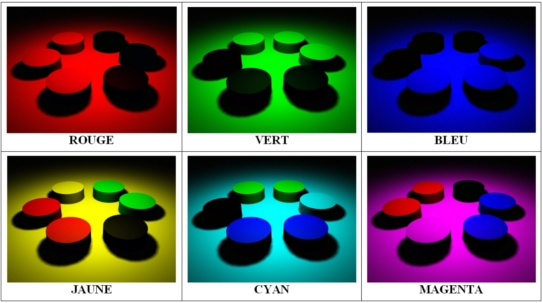 ROUGE
VERT
BLEU
JAUNE
CYAN
MAGENTA